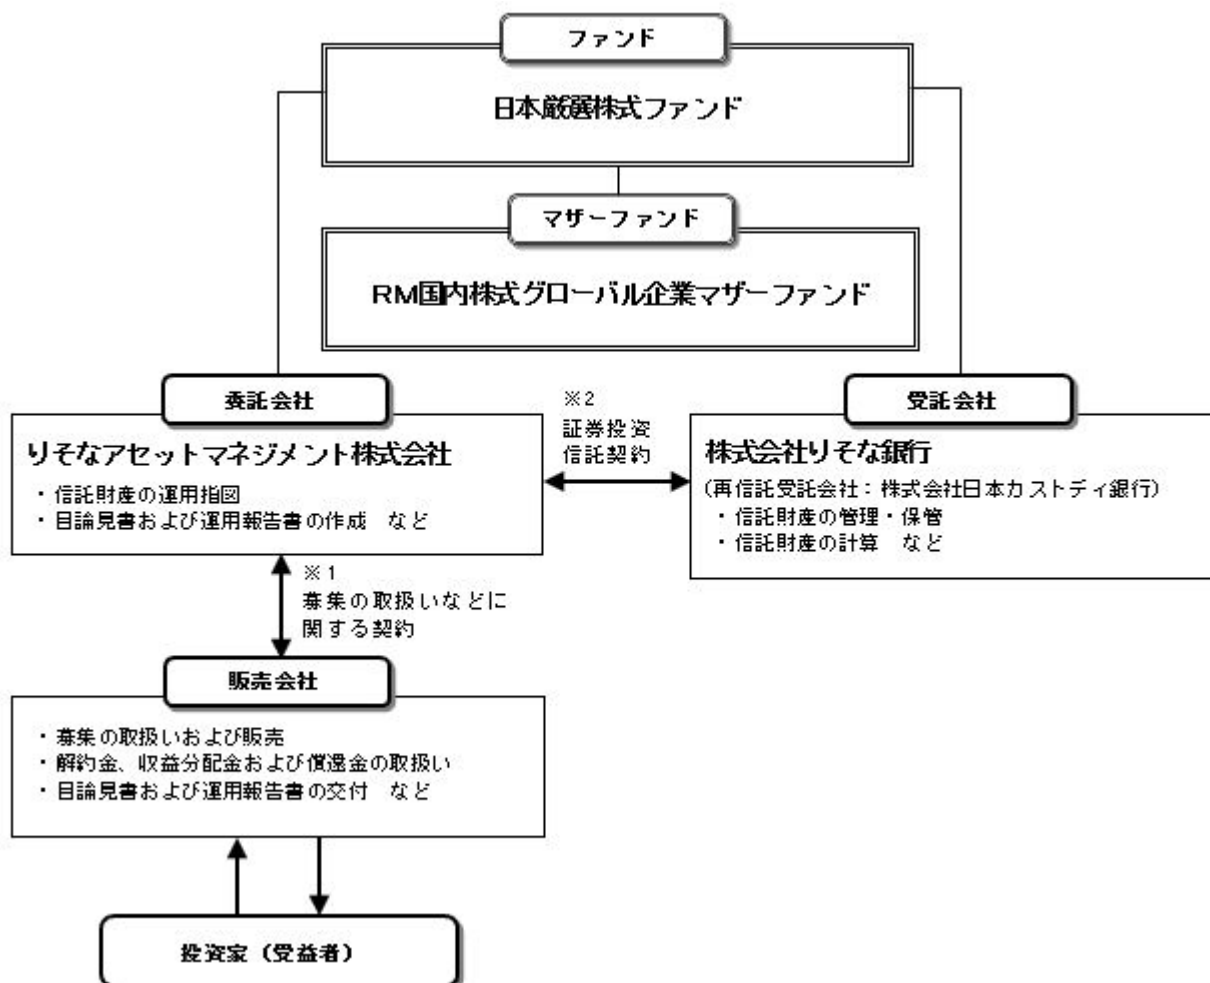 ファンド
日本厳選株式ファンド
マザーファンド
RM国内株式グローバル企業マザーファンド
委託会社
りそなアセットマネジメント株式会社
・信託財産の運用指図
・目論見書および運用報告書の作成　など
※2
証券投資
信託契約
受託会社
株式会社りそな銀行
(再信託受託会社：株式会社日本カストディ銀行)
・信託財産の管理・保管
・信託財産の計算　など
※1
募集の取扱いなどに
関する契約
販売会社
・募集の取扱いおよび販売
・解約金、収益分配金および償還金の取扱い
・目論見書および運用報告書の交付　など
投資家（受益者）